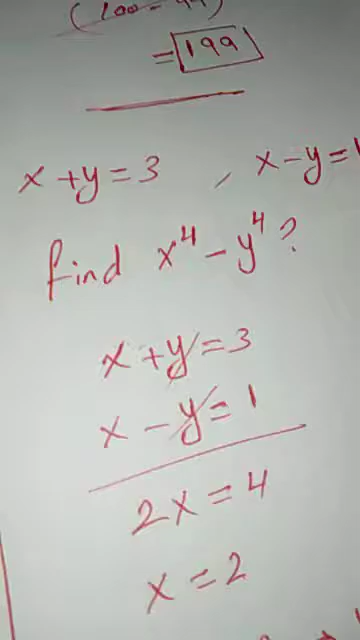 = 199
x + y = 3 , x - y = 1
find x⁴ - y⁴ ?
x + y = 3
x - y = 1
2x = 4
x = 2